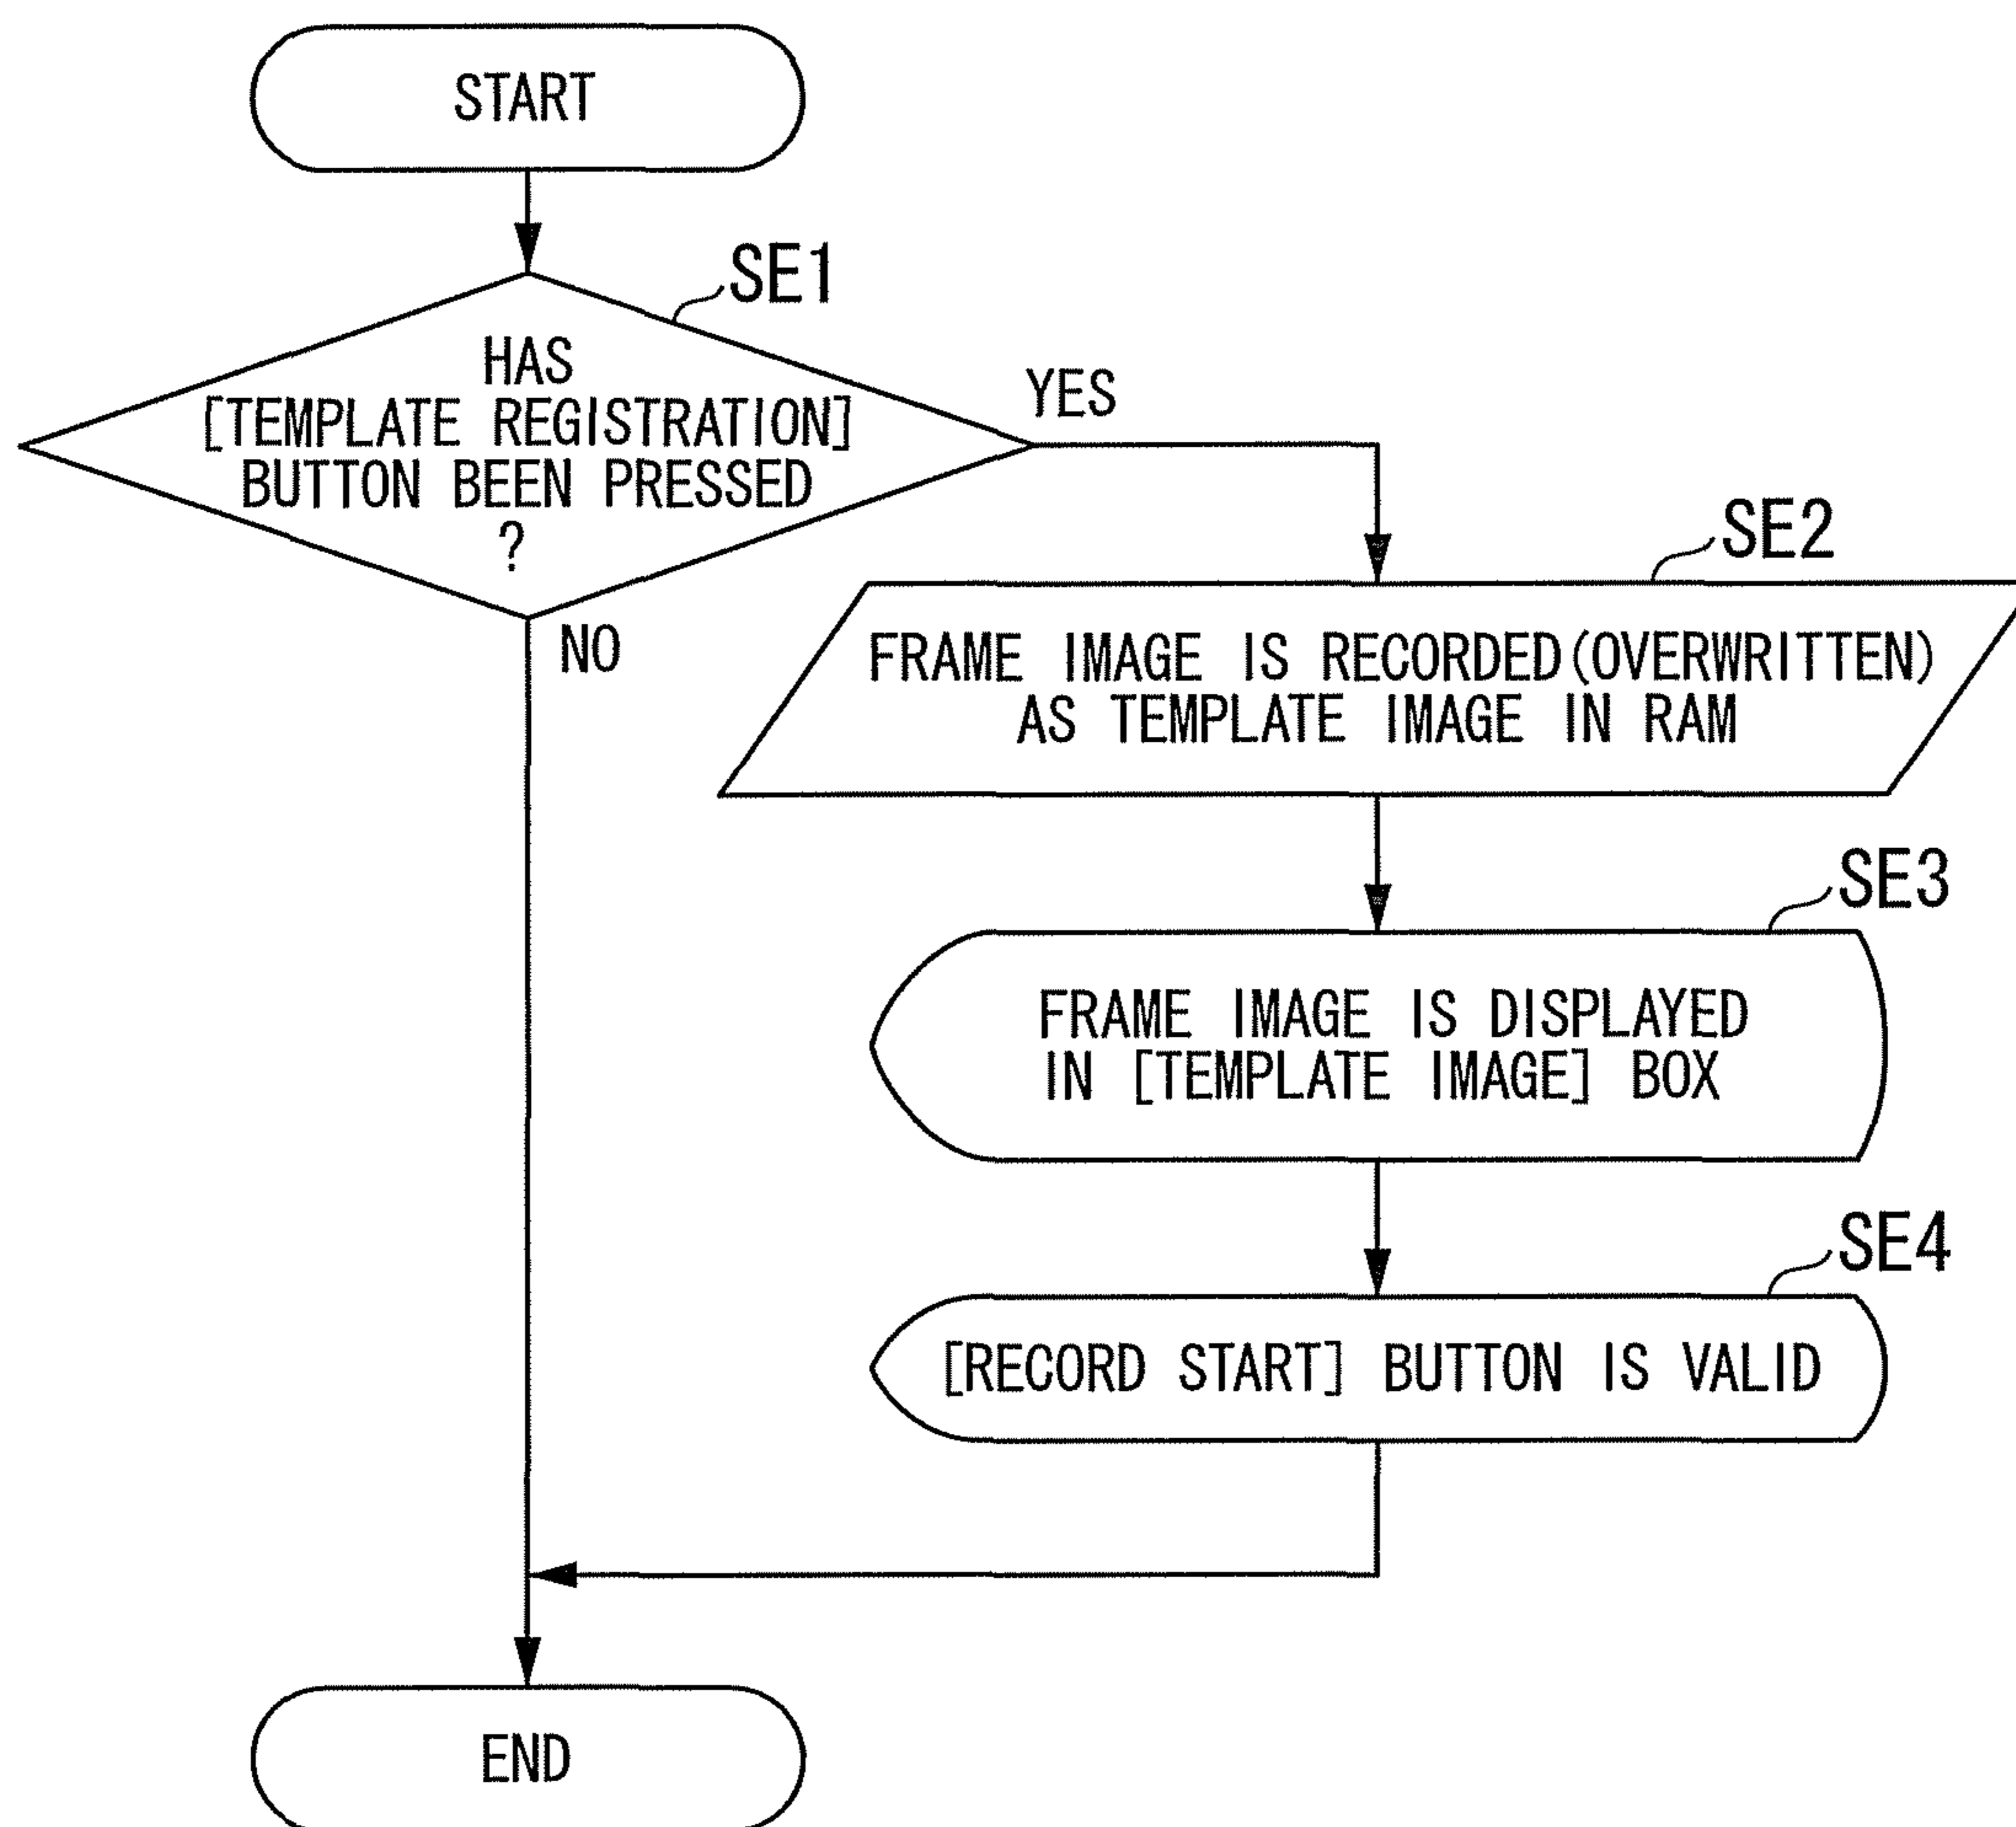 START
SE1
HAS
[TEMPLATE REGISTRATION]
BUTTON BEEN PRESSED
?
YES
NO
SE2
FRAME IMAGE IS RECORDED(OVERWRITTEN)
AS TEMPLATE IMAGE IN RAM
SE3
FRAME IMAGE IS DISPLAYED
IN [TEMPLATE IMAGE] BOX
SE4
[RECORD START] BUTTON IS VALID
END